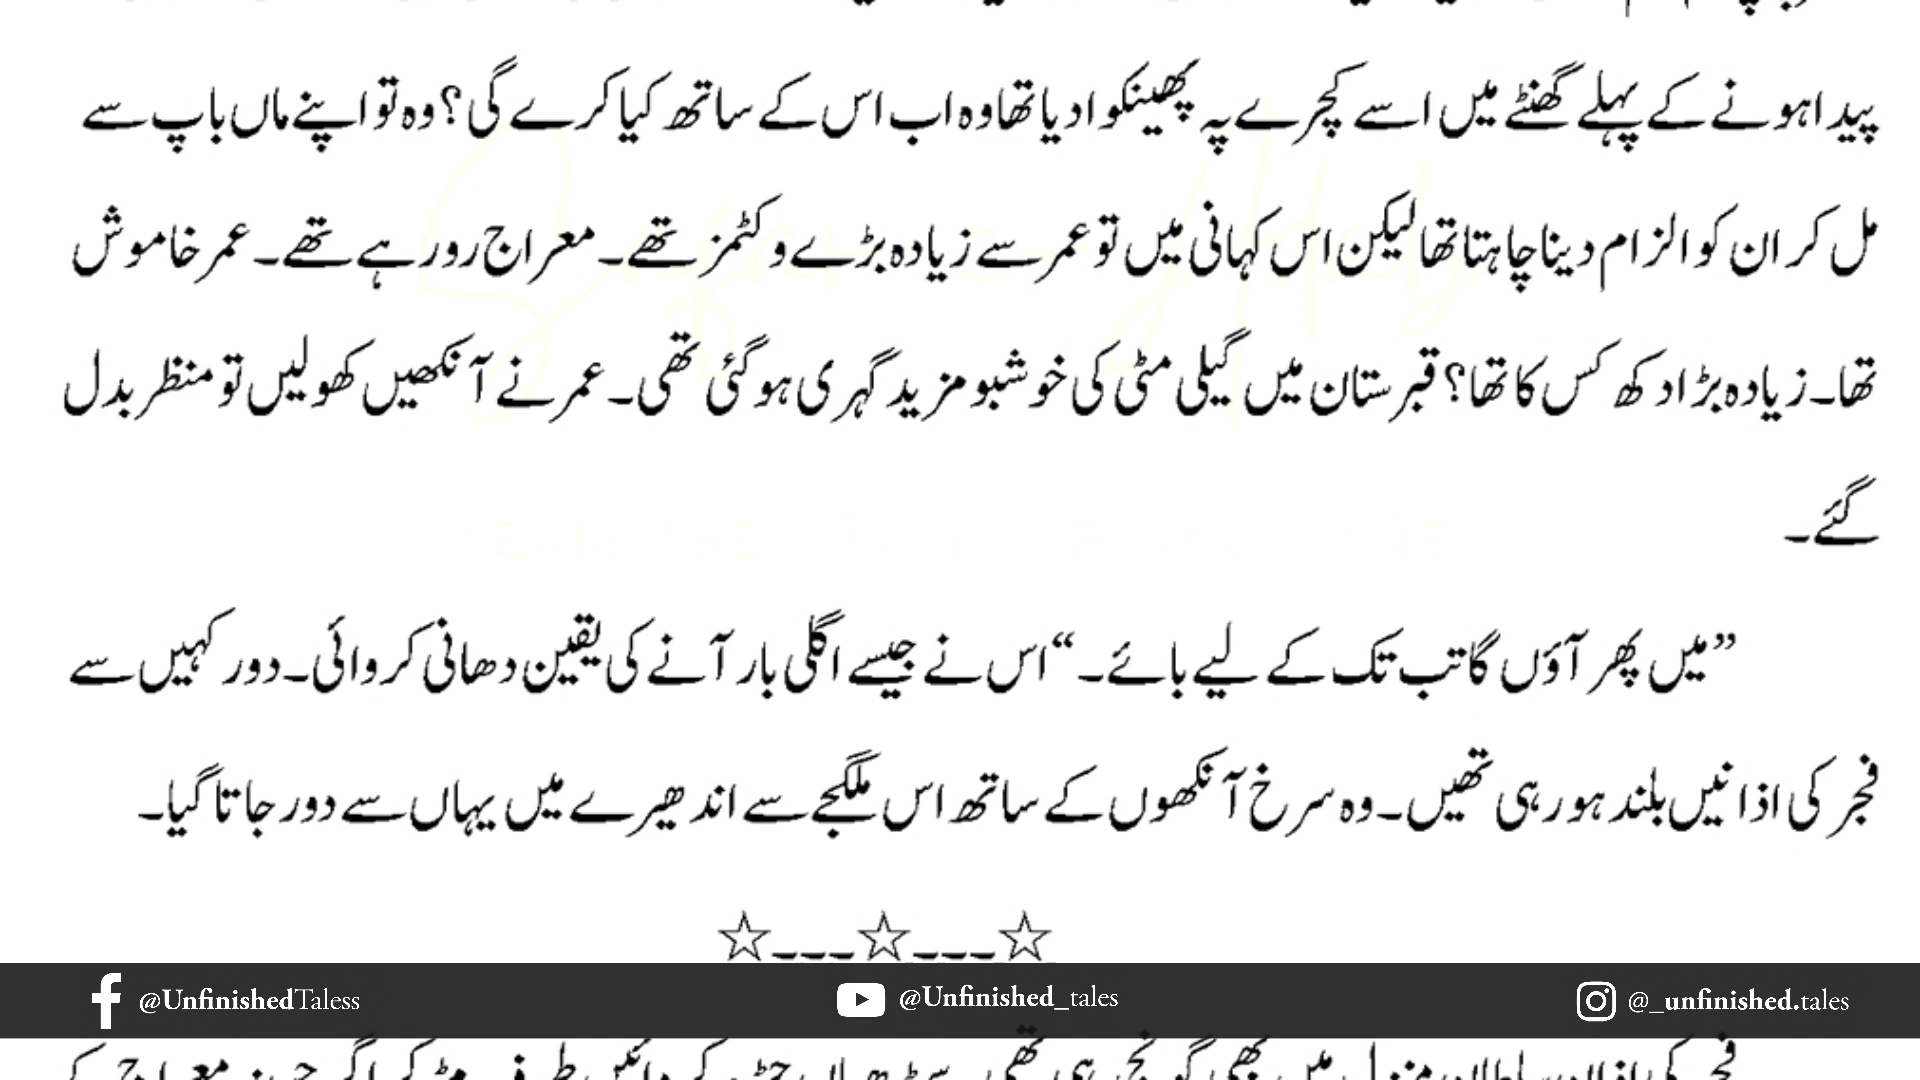 پیدا ہونے کے پہلے گھنٹے میں اسے کچرے پہ پھینکوا دیا تھا وہ اب اس کے ساتھ کیا کرے گی؟ وہ تو اپنے ماں باپ سے
مل کر ان کو الزام دینا چاہتا تھا لیکن اس کہانی میں تو عمر سے زیادہ بڑے وکٹمز تھے۔ معراج رو رہے تھے۔ عمر خاموش
تھا۔ زیادہ بڑا دکھ کس کا تھا؟ قبرستان میں گیلی مٹی کی خوشبو مزید گہری ہو گئی تھی۔ عمر نے آنکھیں کھولیں تو منظر بدل
گئے۔
”میں پھر آؤں گا تب تک کے لیے بائے۔“ اس نے جیسے اگلی بار آنے کی یقین دھانی کروائی۔ دور کہیں سے
فجر کی اذانیں بلند ہو رہی تھیں۔ وہ سرخ آنکھوں کے ساتھ اس ملگجے سے اندھیرے میں یہاں سے دور جاتا گیا۔
☆---☆---☆
@UnfinishedTaless @Unfinished_tales @_unfinished.tales